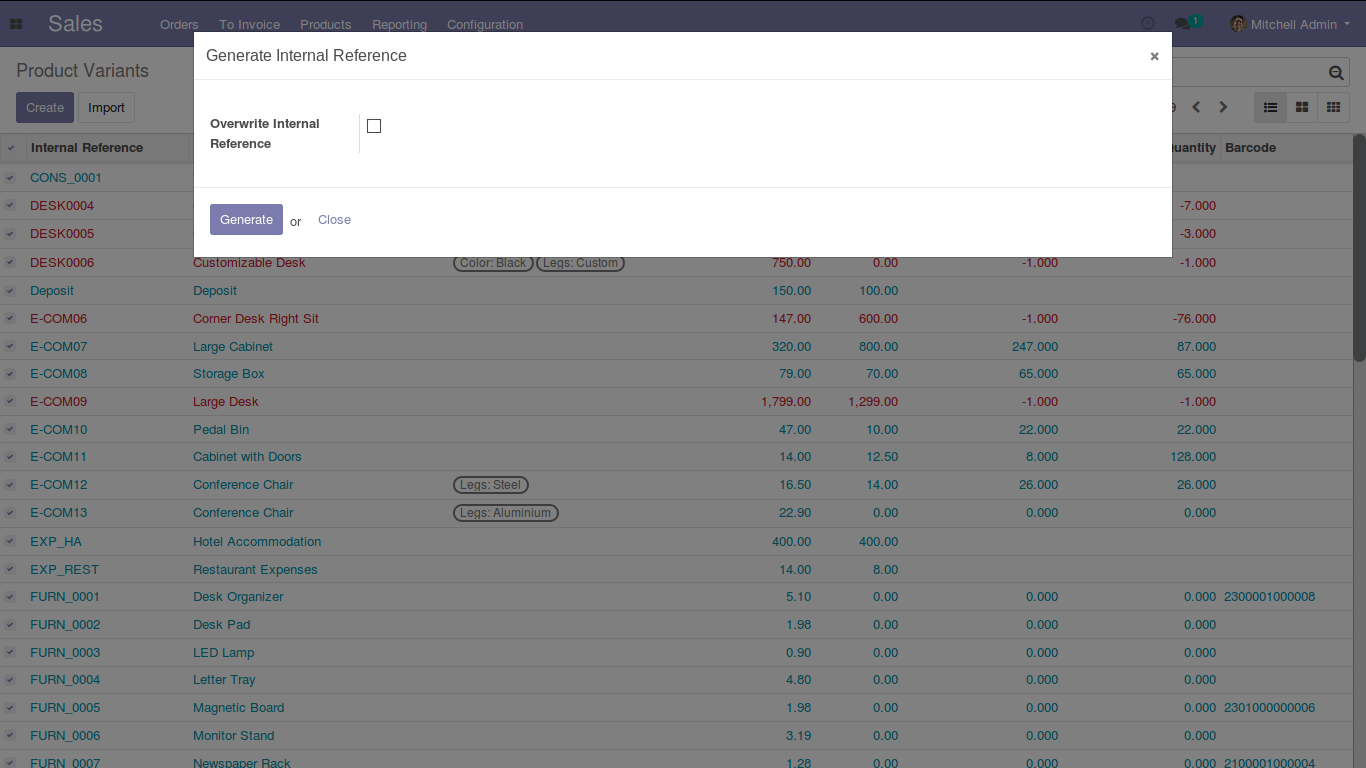 Sales Orders To Invoice Products Reporting Configuration 1 Mitchell Admin
Generate Internal Reference ×
Product Variants
Create Import
Overwrite Internal
Reference
Internal Reference uantity Barcode
CONS_0001
DESK0004 -7.000
Generate or Close
DESK0005 -3.000
DESK0006 Customizable Desk Color: Black Legs: Custom 750.00 0.00 -1.000 -1.000
Deposit Deposit 150.00 100.00
E-COM06 Corner Desk Right Sit 147.00 600.00 -1.000 -76.000
E-COM07 Large Cabinet 320.00 800.00 247.000 87.000
E-COM08 Storage Box 79.00 70.00 65.000 65.000
E-COM09 Large Desk 1,799.00 1,299.00 -1.000 -1.000
E-COM10 Pedal Bin 47.00 10.00 22.000 22.000
E-COM11 Cabinet with Doors 14.00 12.50 8.000 128.000
E-COM12 Conference Chair Legs: Steel 16.50 14.00 26.000 26.000
E-COM13 Conference Chair Legs: Aluminium 22.90 0.00 0.000 0.000
EXP_HA Hotel Accommodation 400.00 400.00
EXP_REST Restaurant Expenses 14.00 8.00
FURN_0001 Desk Organizer 5.10 0.00 0.000 0.000 2300001000008
FURN_0002 Desk Pad 1.98 0.00 0.000 0.000
FURN_0003 LED Lamp 0.90 0.00 0.000 0.000
FURN_0004 Letter Tray 4.80 0.00 0.000 0.000
FURN_0005 Magnetic Board 1.98 0.00 0.000 0.000 2301000000006
FURN_0006 Monitor Stand 3.19 0.00 0.000 0.000
FURN_0007 Newspaper Rack 1.28 0.00 0.000 0.000 2100001000004